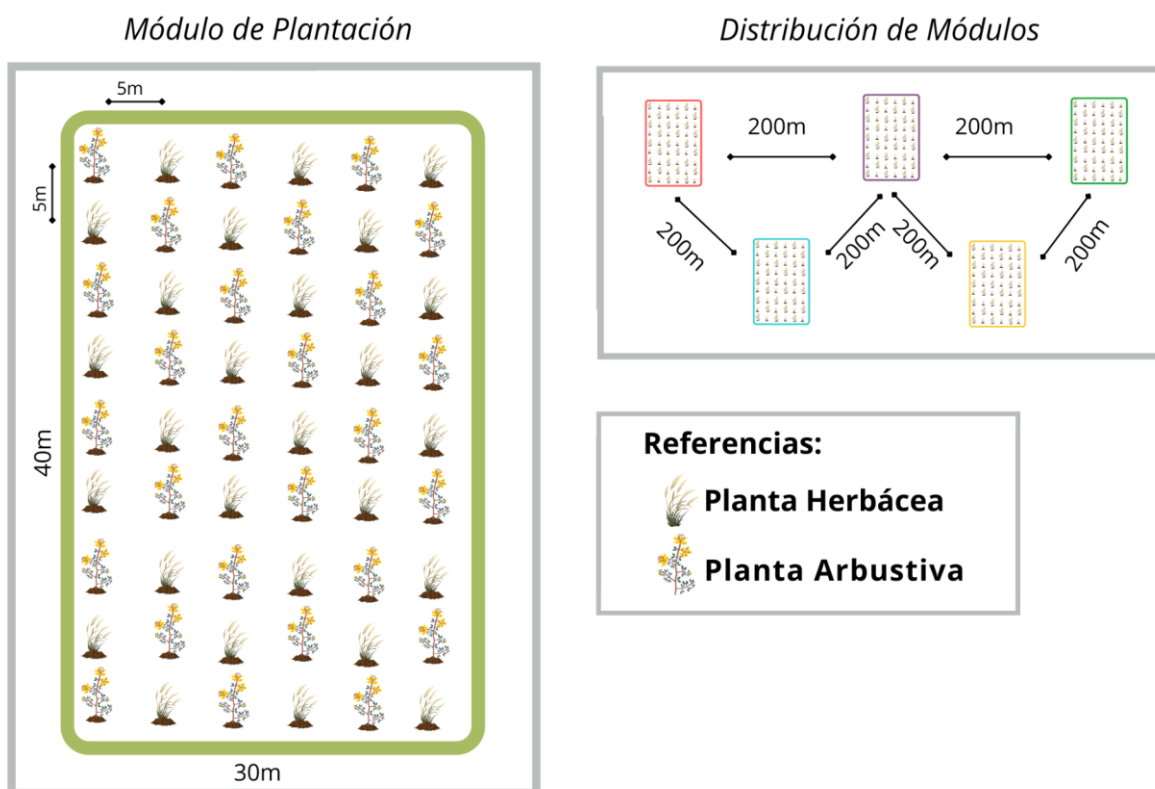 Módulo de Plantación
5m
5m
40m
30m
Distribución de Módulos
200m
200m
200m
200m
200m
200m
Referencias:
Planta Herbácea
Planta Arbustiva